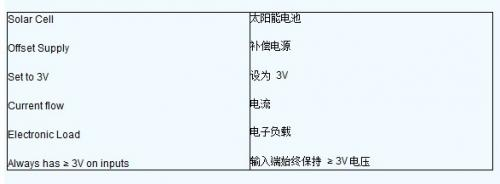 Solar Cell 太阳能电池
Offset Supply 补偿电源
Set to 3V 设为 3V
Current flow 电流
Electronic Load 电子负载
Always has ≥ 3V on inputs 输入端始终保持 ≥ 3V 电压